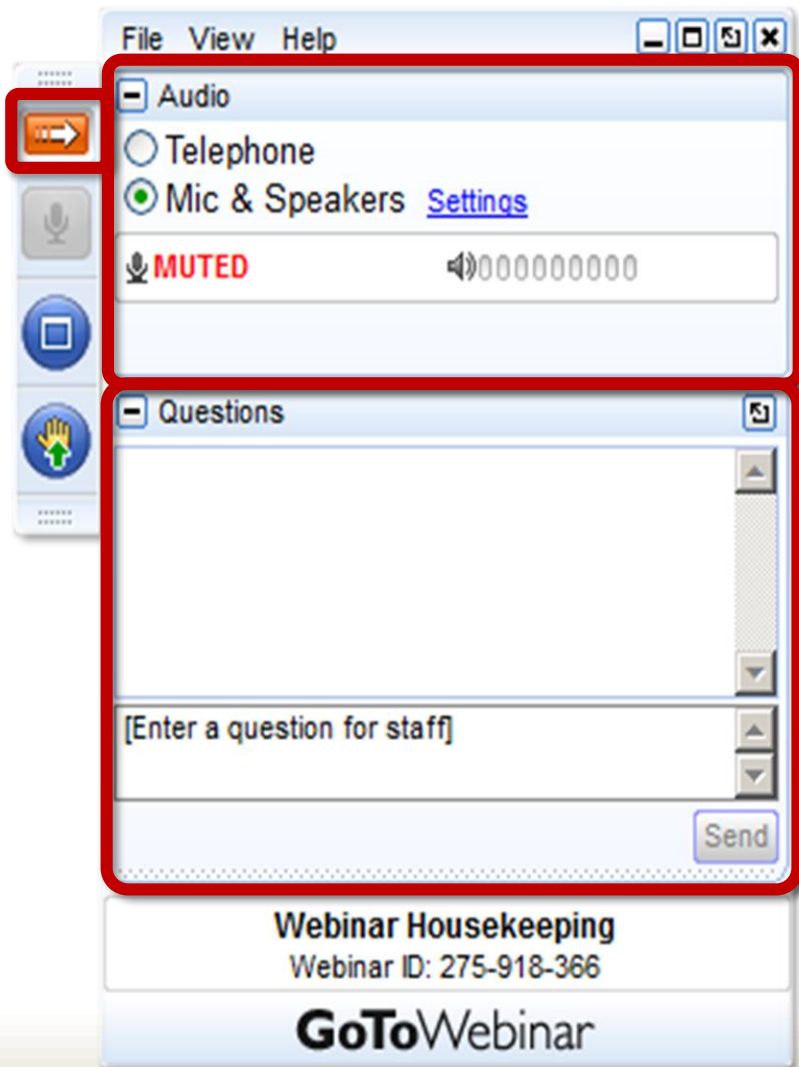 File View Help
Audio
Telephone
Mic & Speakers Settings
MUTED
Questions
[Enter a question for staff]
Send
Webinar Housekeeping
Webinar ID: 275-918-366
GoToWebinar